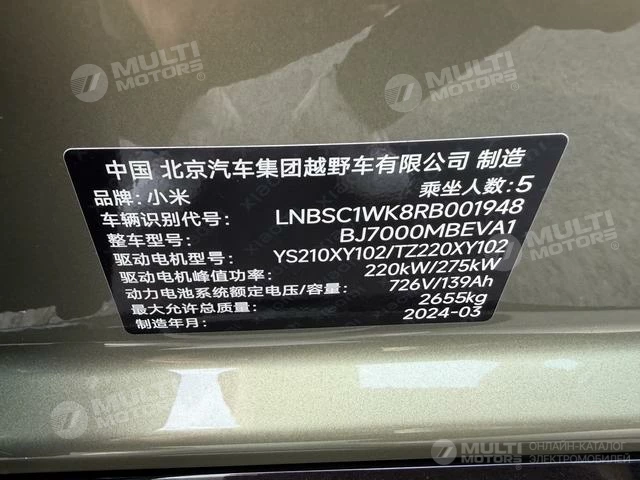 MULTI MOTORS®
MULTI MOTORS®
中国 北京汽车集团越野车有限公司 制造
品牌:小米 乘坐人数:5
车辆识别代号: LNBSC1WK8RB001948
整车型号: BJ7000MBEVA1
驱动电机型号: YS210XY102/TZ220XY102
驱动电机峰值功率: 220kW/275kW
动力电池系统额定电压/容量: 726V/139Ah
最大允许总质量: 2655kg
制造年月: 2024-03
MULTI MOTORS®
MULTI MOTORS®
MULTI MOTORS®
MULTI MOTORS
ОНЛАЙН-КАТАЛОГ
ЭЛЕКТРОМОБИЛЕЙ